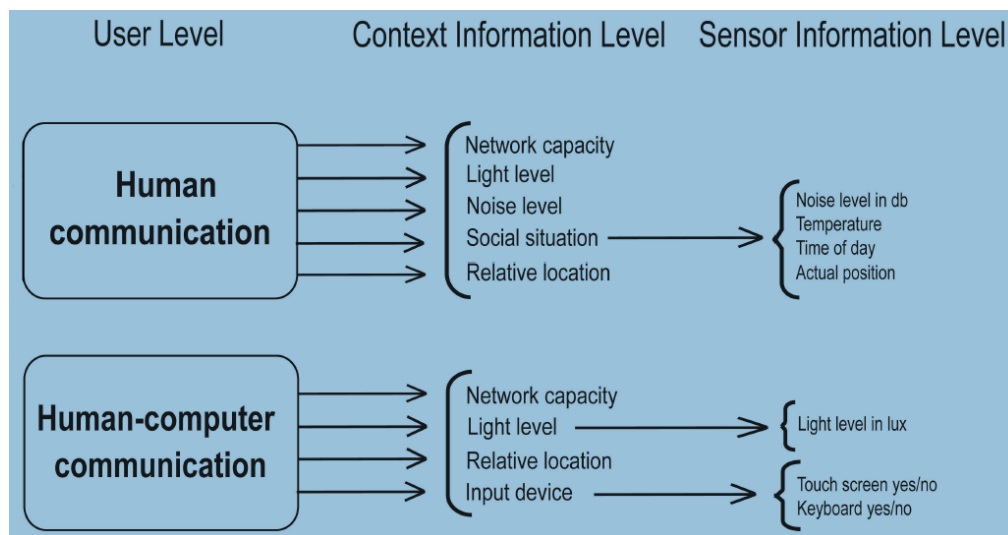 User Level
Context Information Level
Sensor Information Level
Human
communication
Network capacity
Light level
Noise level
Social situation
Relative location
Noise level in db
Temperature
Time of day
Actual position
Human-computer
communication
Network capacity
Light level
Relative location
Input device
Light level in lux
Touch screen yes/no
Keyboard yes/no